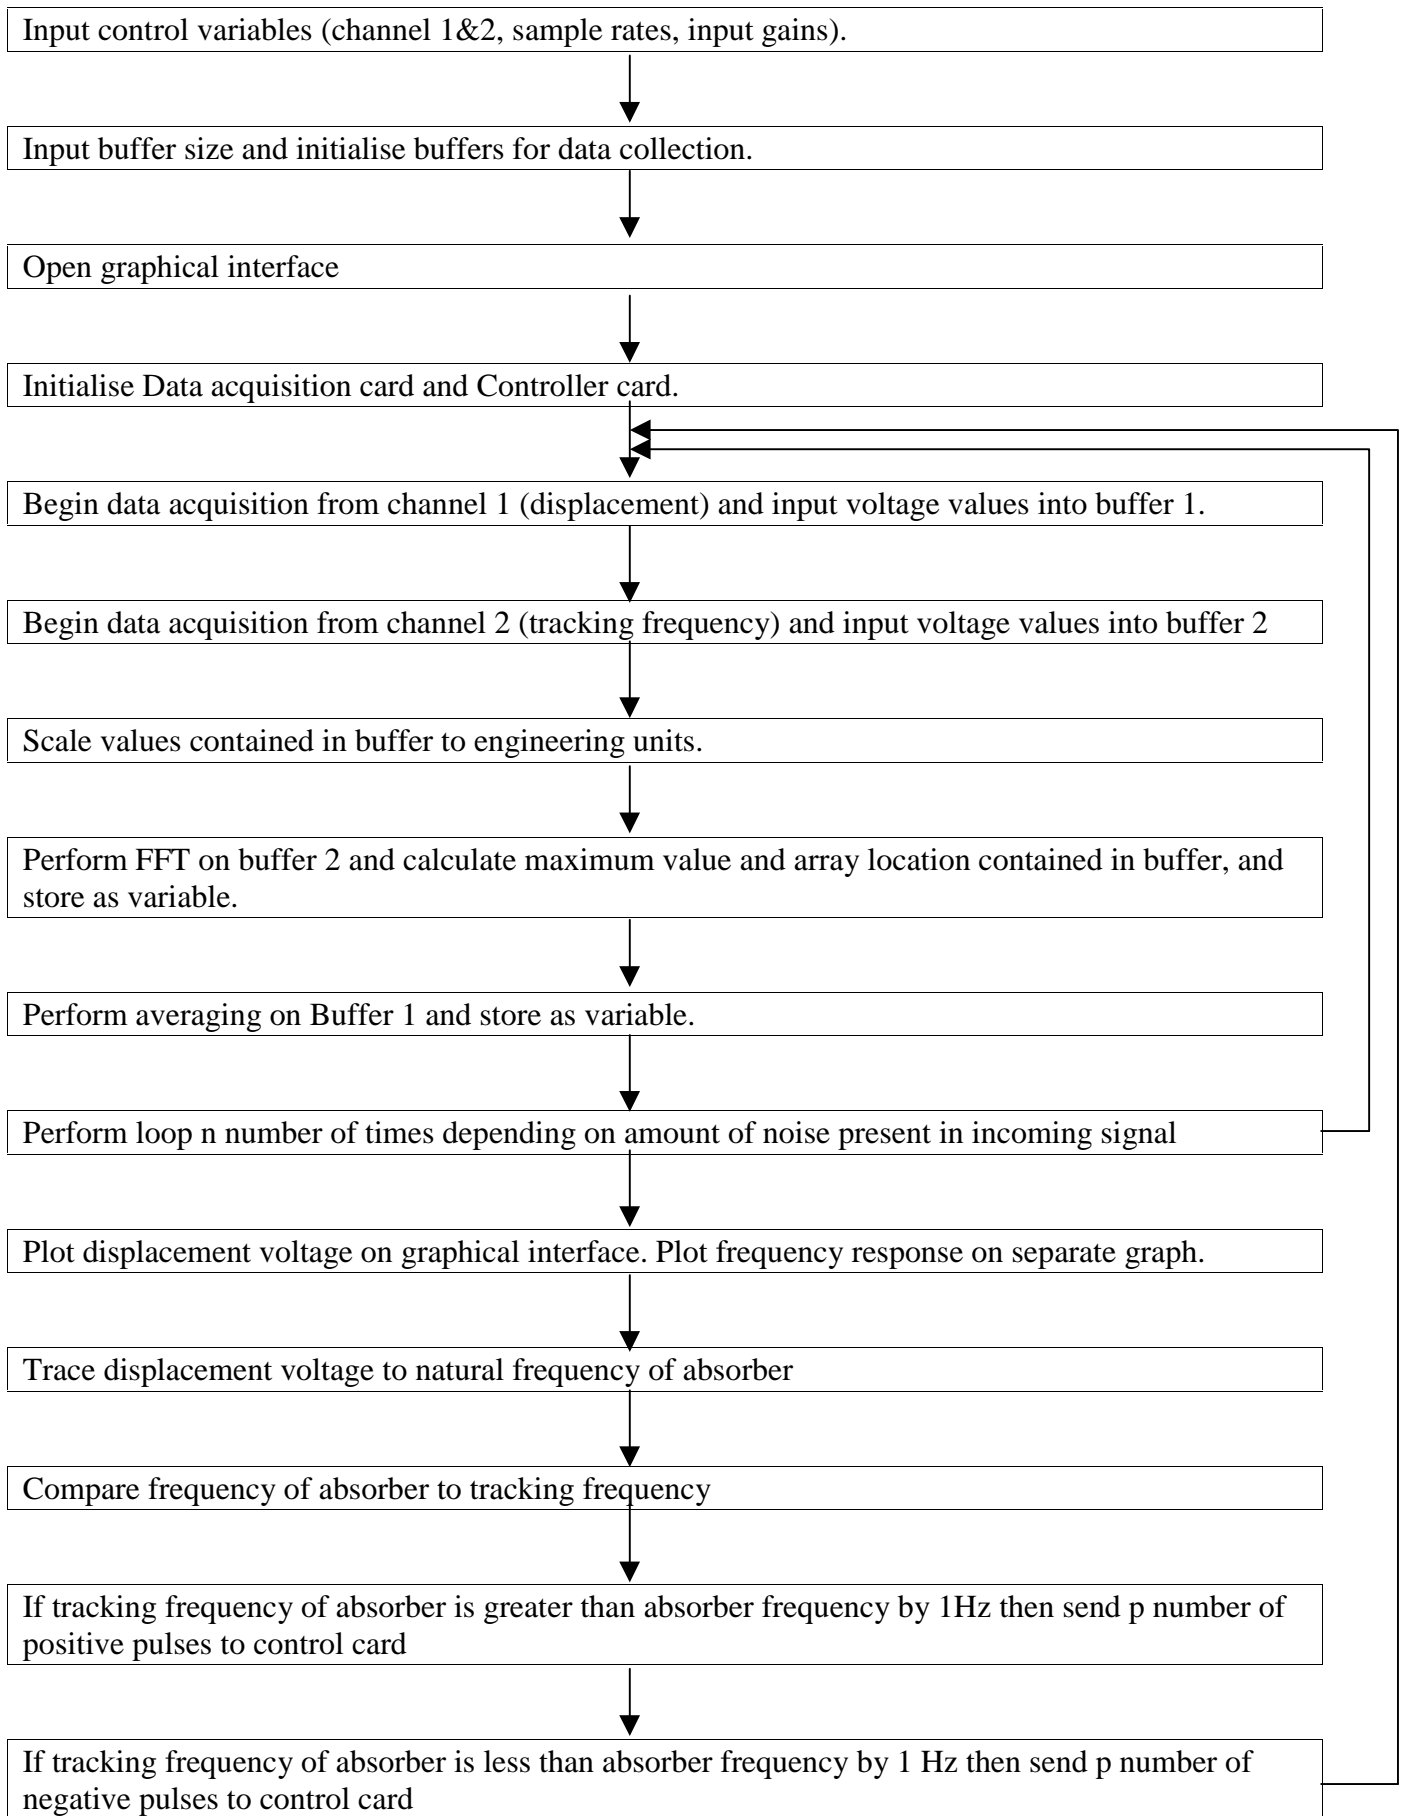 Input control variables (channel 1&2, sample rates, input gains).
Input buffer size and initialise buffers for data collection.
Open graphical interface
Initialise Data acquisition card and Controller card.
Begin data acquisition from channel 1 (displacement) and input voltage values into buffer 1.
Begin data acquisition from channel 2 (tracking frequency) and input voltage values into buffer 2
Scale values contained in buffer to engineering units.
Perform FFT on buffer 2 and calculate maximum value and array location contained in buffer, and
store as variable.
Perform averaging on Buffer 1 and store as variable.
Perform loop n number of times depending on amount of noise present in incoming signal
Plot displacement voltage on graphical interface. Plot frequency response on separate graph.
Trace displacement voltage to natural frequency of absorber
Compare frequency of absorber to tracking frequency
If tracking frequency of absorber is greater than absorber frequency by 1Hz then send p number of
positive pulses to control card
If tracking frequency of absorber is less than absorber frequency by 1 Hz then send p number of
negative pulses to control card